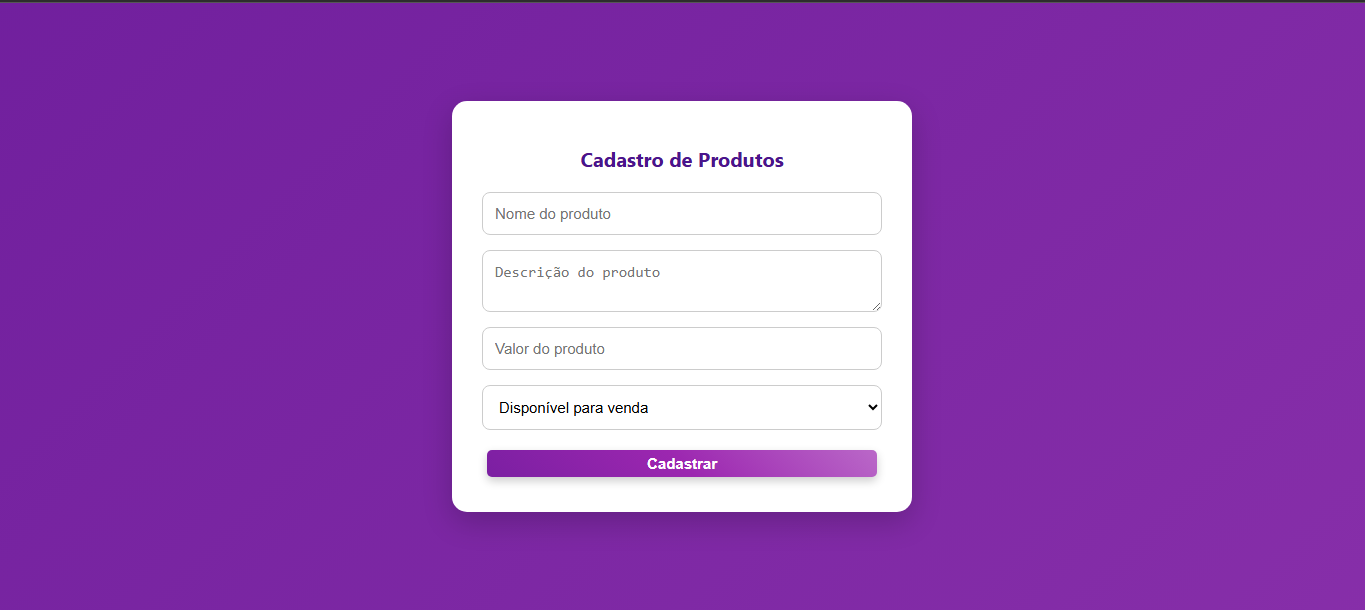 Cadastro de Produtos
Nome do produto
Descrição do produto
Valor do produto
Disponível para venda
Cadastrar